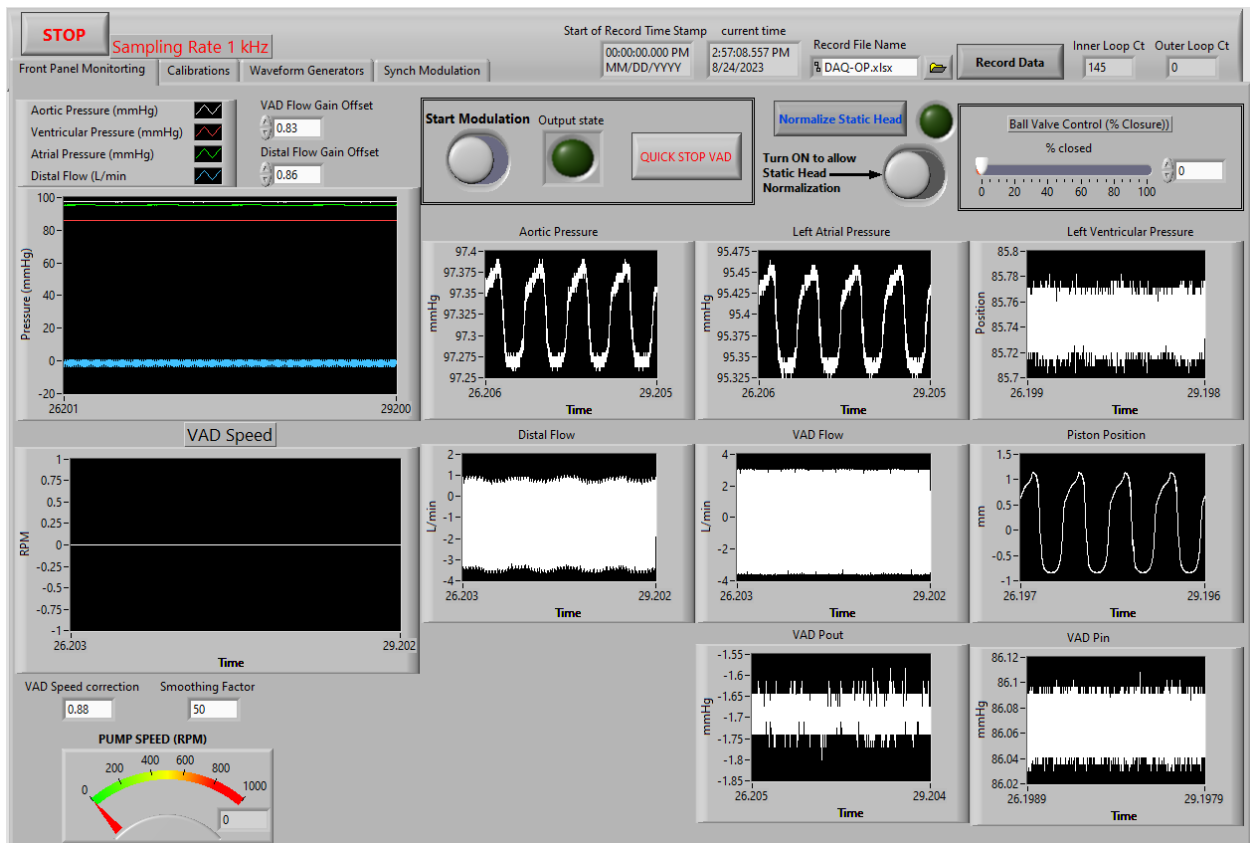 STOP
Sampling Rate 1 kHz
Start of Record Time Stamp
00:00:00.000 PM
MM/DD/YYYY
current time
2:57:08.557 PM
8/24/2023
Record File Name
DAQ-OP.xlsx
Record Data
Inner Loop Ct
145
Outer Loop Ct
0
Front Panel Monitorting
Calibrations
Waveform Generators
Synch Modulation
Aortic Pressure (mmHg)
Ventricular Pressure (mmHg)
Atrial Pressure (mmHg)
Distal Flow (L/min
VAD Flow Gain Offset
0.83
Distal Flow Gain Offset
0.86
Start Modulation
Output state
QUICK STOP VAD
Normalize Static Head
Turn ON to allow
Static Head
Normalization
Ball Valve Control (% Closure))
% closed
0 20 40 60 80 100
0
Pressure (mmHg)
100
80
60
40
20
0
-20
26201 29200
Aortic Pressure
mmHg
97.4
97.375
97.35
97.325
97.3
97.275
97.25
26.206 29.205
Time
Left Atrial Pressure
mmHg
95.475
95.45
95.425
95.4
95.375
95.35
95.325
26.206 29.205
Time
Left Ventricular Pressure
Position
85.8
85.78
85.76
85.74
85.72
85.7
26.199 29.198
Time
VAD Speed
RPM
1
0.75
0.5
0.25
0
-0.25
-0.5
-0.75
-1
26.203 29.202
Time
Distal Flow
L/min
2
1
0
-1
-2
-3
-4
26.203 29.202
Time
VAD Flow
L/min
4
2
0
-2
-4
26.203 29.202
Time
Piston Position
mm
1.5
1
0.5
0
-0.5
-1
26.197 29.196
Time
VAD Speed correction
0.88
Smoothing Factor
50
PUMP SPEED (RPM)
0 200 400 600 800 1000
0
VAD Pout
mmHg
-1.55
-1.6
-1.65
-1.7
-1.75
-1.8
-1.85
26.205 29.204
Time
VAD Pin
mmHg
86.12
86.1
86.08
86.06
86.04
86.02
26.1989 29.1979
Time